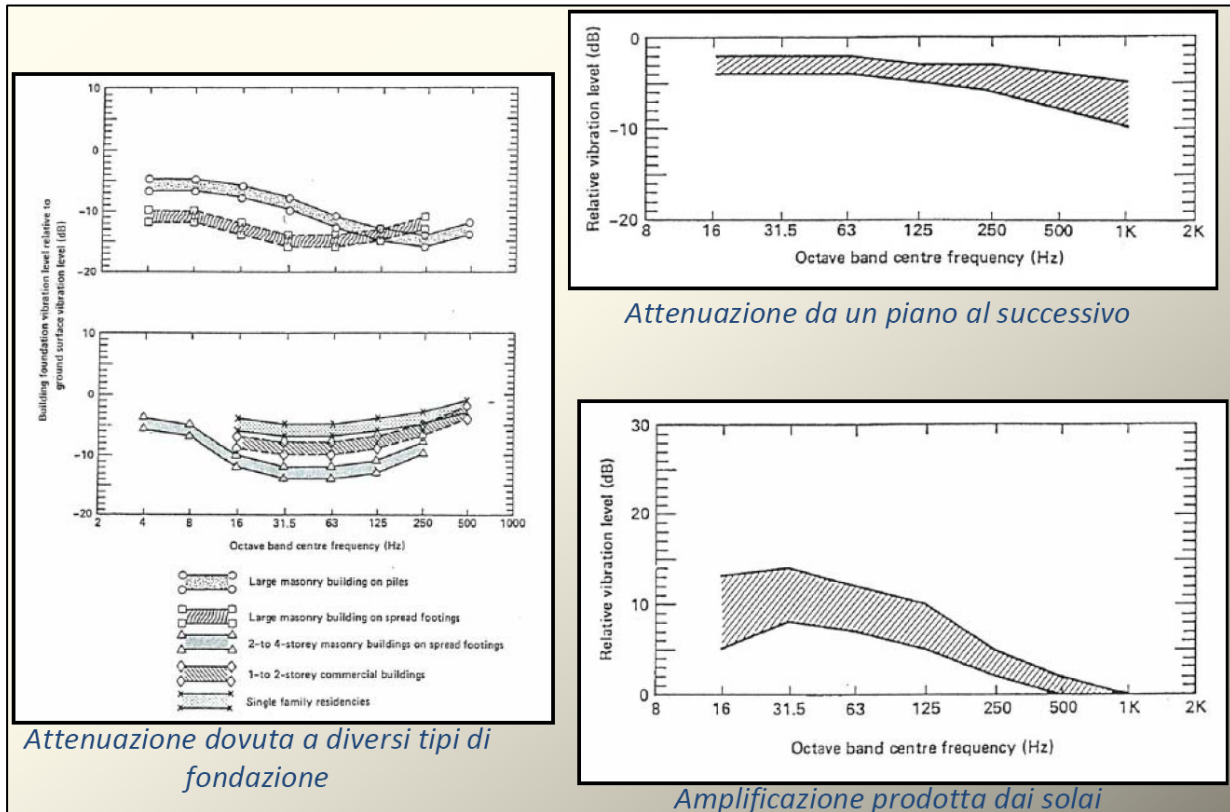 10
0
-10
-20
10
0
-10
-20
2 4 8 16 31.5 63 125 250 500 1000
Octave band centre frequency (Hz)
Building foundation vibration level relative to
ground surface vibration level (dB)
Large masonry building on piles
Large masonry building on spread footings
2-to 4-storey masonry buildings on spread footings
1-to 2-storey commercial buildings
Single family residencies
Attenuazione dovuta a diversi tipi di
fondazione
Relative vibration level (dB)
0
-10
-20
8 16 31.5 63 125 250 500 1K 2K
Octave band centre frequency (Hz)
Attenuazione da un piano al successivo
Relative vibration level (dB)
30
20
10
0
8 16 31.5 63 125 250 500 1K 2K
Octave band centre frequency (Hz)
Amplificazione prodotta dai solai